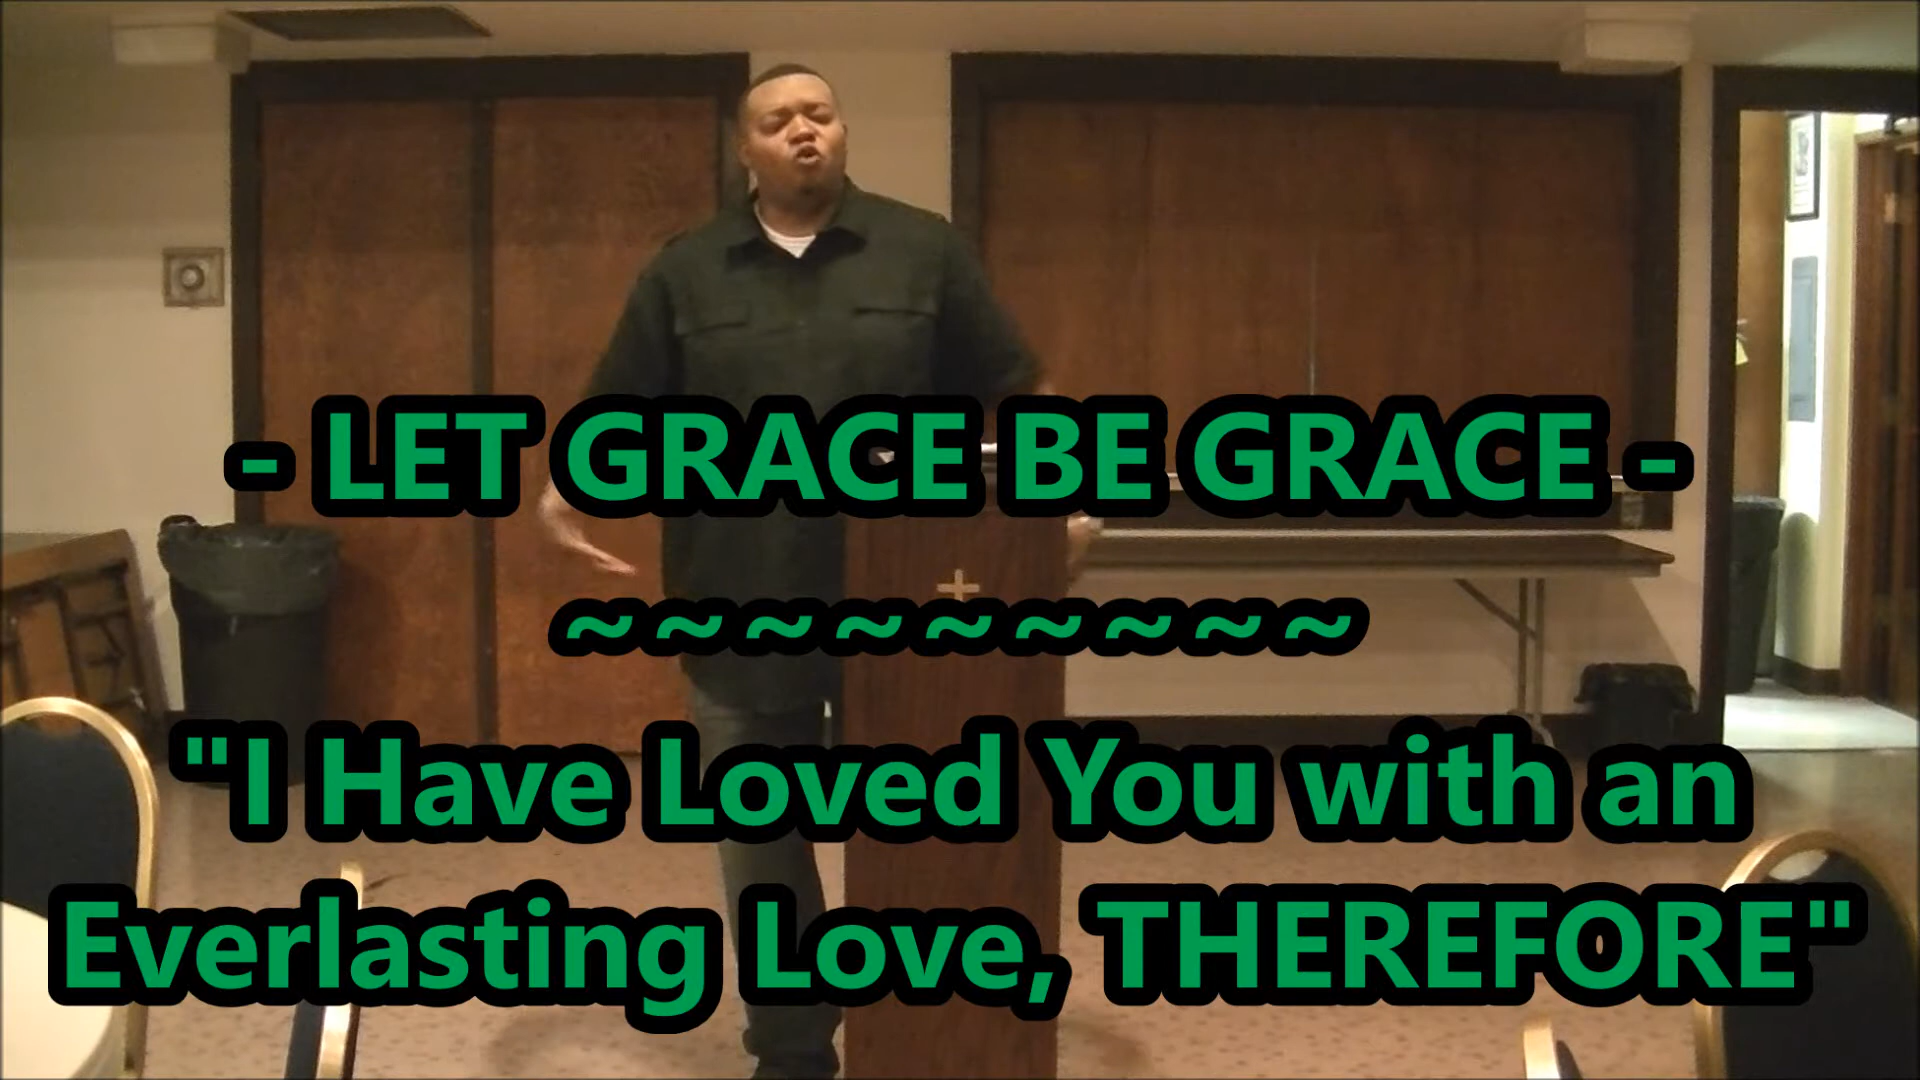 - LET GRACE BE GRACE -
~~~~~~~~~
"I Have Loved You with an
Everlasting Love, THEREFORE"